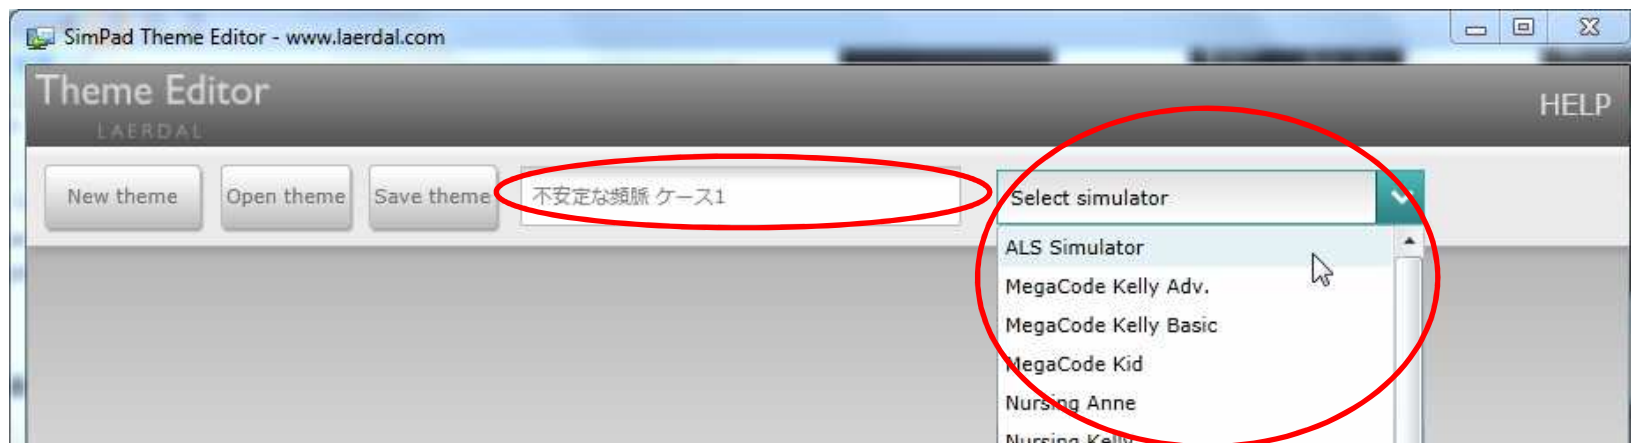 SimPad Theme Editor - www.laerdal.com
Theme Editor
LAERDAL
HELP
New theme
Open theme
Save theme
不安定な頻脈 ケース1
Select simulator
ALS Simulator
MegaCode Kelly Adv.
MegaCode Kelly Basic
MegaCode Kid
Nursing Anne
Nursing Kelly